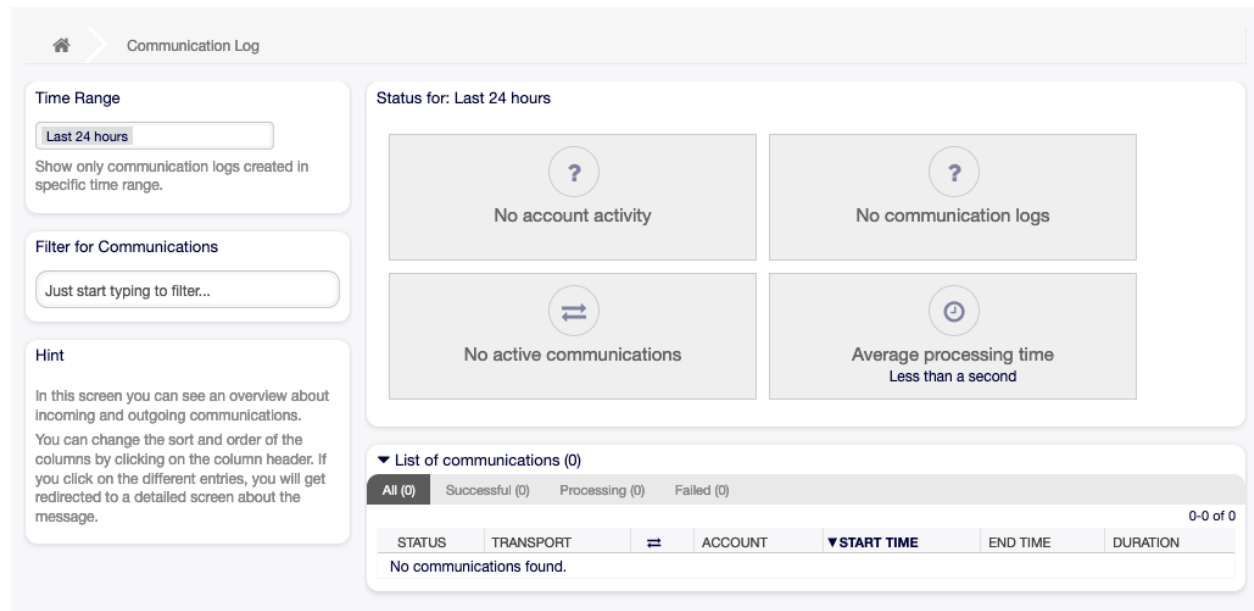 Communication Log
Time Range
Last 24 hours
Show only communication logs created in
specific time range.
Filter for Communications
Just start typing to filter...
Hint
In this screen you can see an overview about
incoming and outgoing communications.
You can change the sort and order of the
columns by clicking on the column header. If
you click on the different entries, you will get
redirected to a detailed screen about the
message.
Status for: Last 24 hours
?
No account activity
?
No communication logs
No active communications
Average processing time
Less than a second
List of communications (0)
All (0) Successful (0) Processing (0) Failed (0)
0-0 of 0
STATUS TRANSPORT ACCOUNT START TIME END TIME DURATION
No communications found.